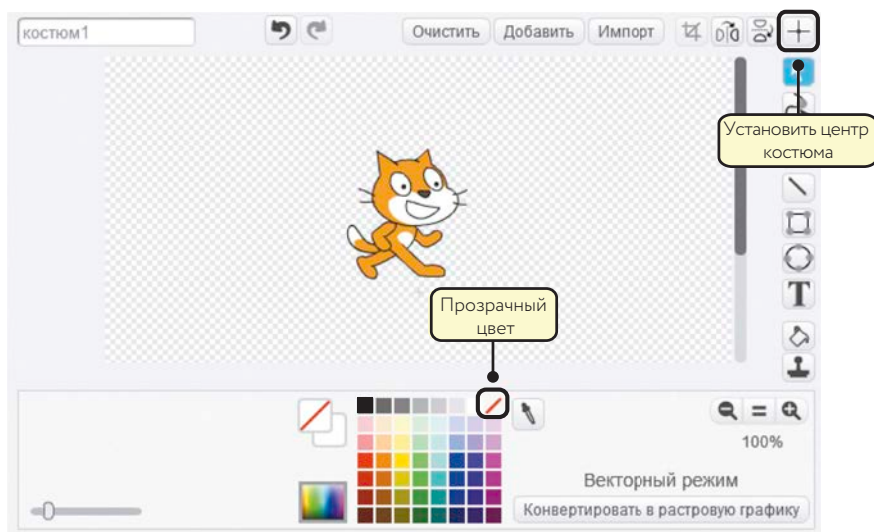 костюм1
Очистить Добавить Импорт
Установить центр
костюма
T
Прозрачный
цвет
100%
Векторный режим
Конвертировать в растровую графику